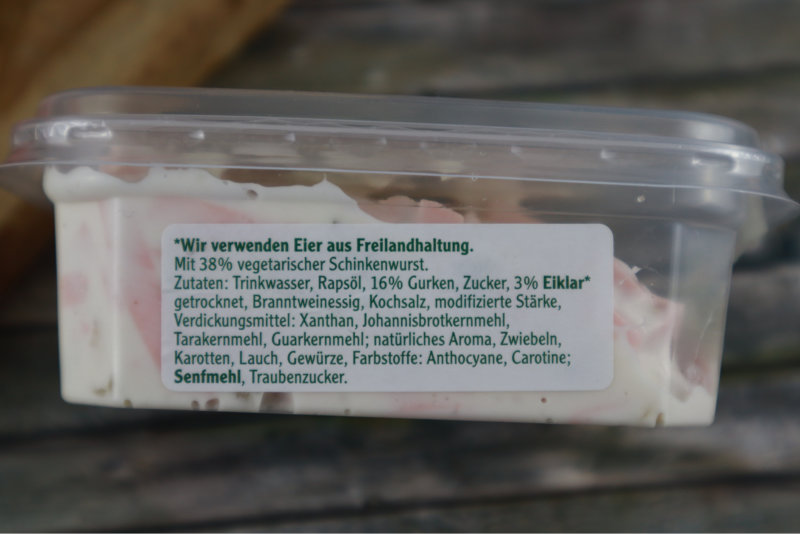 *Wir verwenden Eier aus Freilandhaltung.
Mit 38% vegetarischer Schinkenwurst.
Zutaten: Trinkwasser, Rapsöl, 16% Gurken, Zucker, 3% Eiklar*
getrocknet, Branntweinessig, Kochsalz, modifizierte Stärke,
Verdickungsmittel: Xanthan, Johannisbrotkernmehl,
Tarakernmehl, Guarkernmehl; natürliches Aroma, Zwiebeln,
Karotten, Lauch, Gewürze, Farbstoffe: Anthocyane, Carotine;
Senfmehl, Traubenzucker.